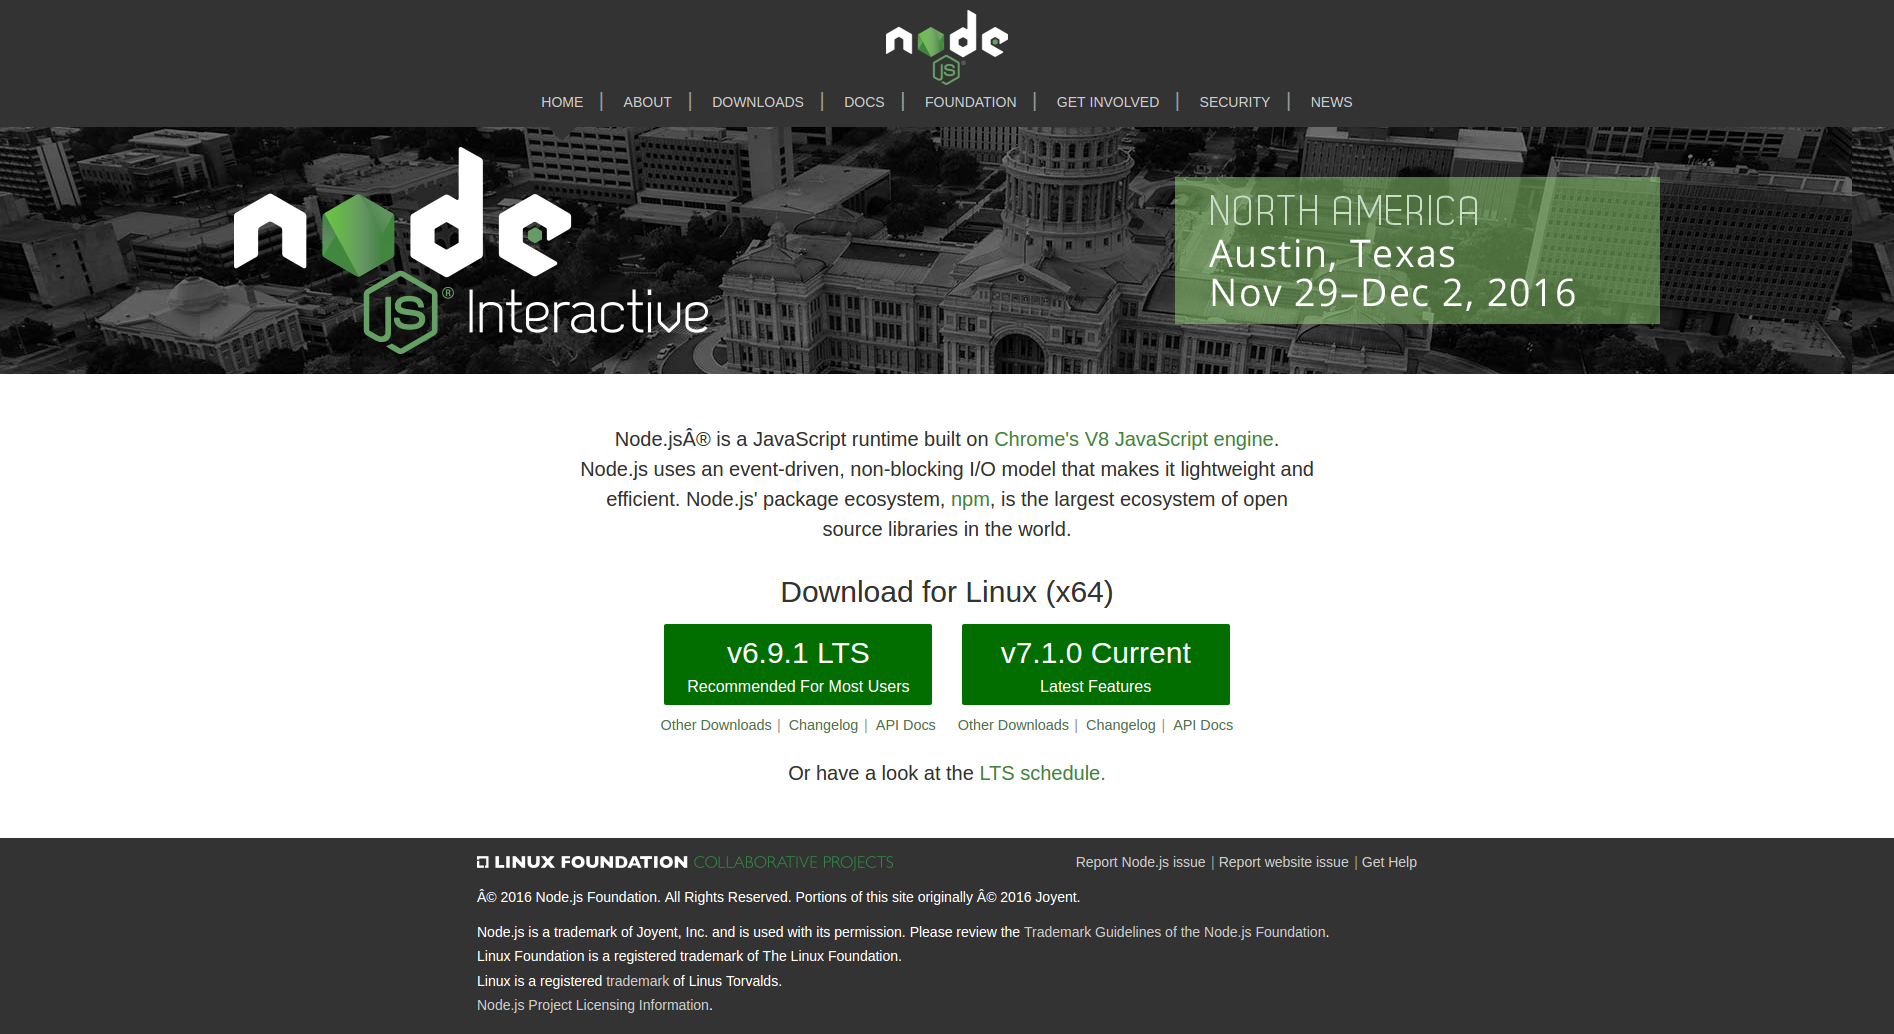 node
JS®
HOME | ABOUT | DOWNLOADS | DOCS | FOUNDATION | GET INVOLVED | SECURITY | NEWS
node
JS® Interactive
NORTH AMERICA
Austin, Texas
Nov 29–Dec 2, 2016
Node.jsÂ® is a JavaScript runtime built on Chrome's V8 JavaScript engine.
Node.js uses an event-driven, non-blocking I/O model that makes it lightweight and
efficient. Node.js' package ecosystem, npm, is the largest ecosystem of open
source libraries in the world.
Download for Linux (x64)
v6.9.1 LTS
Recommended For Most Users
v7.1.0 Current
Latest Features
Other Downloads | Changelog | API Docs
Other Downloads | Changelog | API Docs
Or have a look at the LTS schedule.
LINUX FOUNDATION COLLABORATIVE PROJECTS
Report Node.js issue | Report website issue | Get Help
Â© 2016 Node.js Foundation. All Rights Reserved. Portions of this site originally Â© 2016 Joyent.
Node.js is a trademark of Joyent, Inc. and is used with its permission. Please review the Trademark Guidelines of the Node.js Foundation.
Linux Foundation is a registered trademark of The Linux Foundation.
Linux is a registered trademark of Linus Torvalds.
Node.js Project Licensing Information.